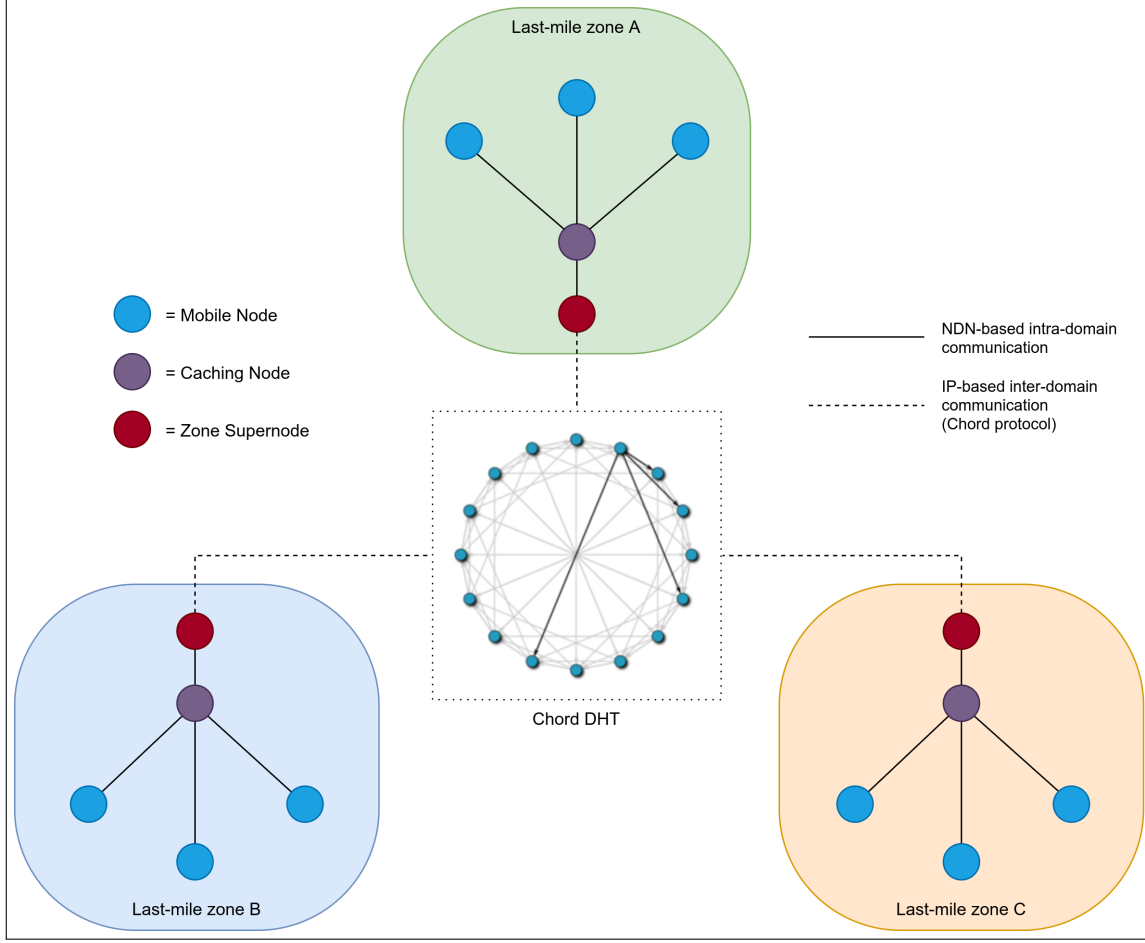 Last-mile zone A
= Mobile Node
= Caching Node
= Zone Supernode
NDN-based intra-domain
communication
IP-based inter-domain
communication
(Chord protocol)
Chord DHT
Last-mile zone B
Last-mile zone C